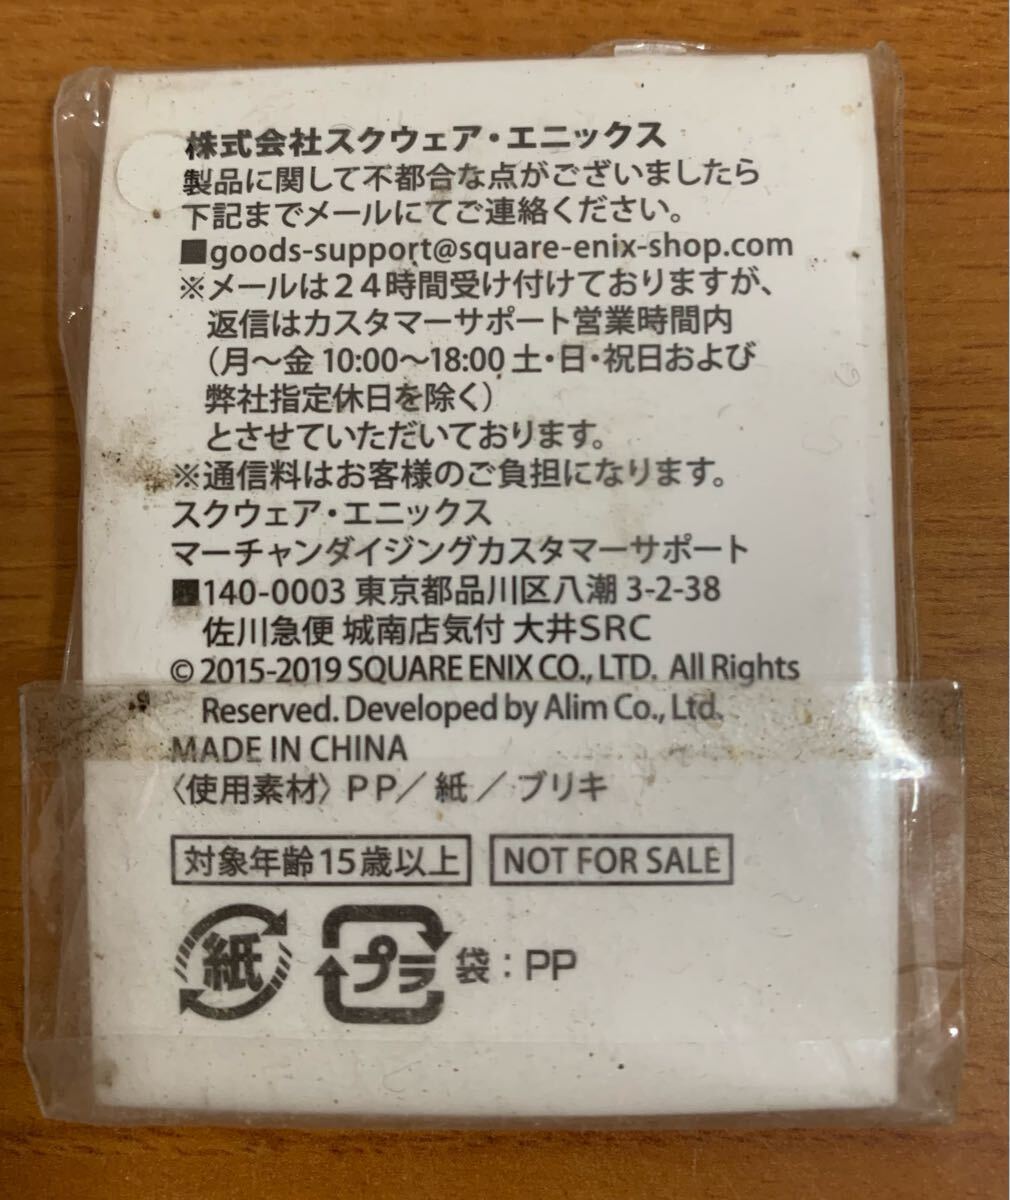 株式会社スクウェア・エニックス
製品に関して不都合な点がございましたら
下記までメールにてご連絡ください。
■goods-support@square-enix-shop.com
※メールは24時間受け付けておりますが、
返信はカスタマーサポート営業時間内
(月〜金 10:00〜18:00 土・日・祝日および
弊社指定休日を除く)
とさせていただいております。
※通信料はお客様のご負担になります。
スクウェア・エニックス
マーチャンダイジングカスタマーサポート
■140-0003 東京都品川区八潮 3-2-38
佐川急便 城南店気付 大井SRC
© 2015-2019 SQUARE ENIX CO., LTD. All Rights
Reserved. Developed by Alim Co., Ltd.
MADE IN CHINA
〈使用素材〉PP／紙／ブリキ
対象年齢15歳以上 NOT FOR SALE
紙 プラ 袋：PP